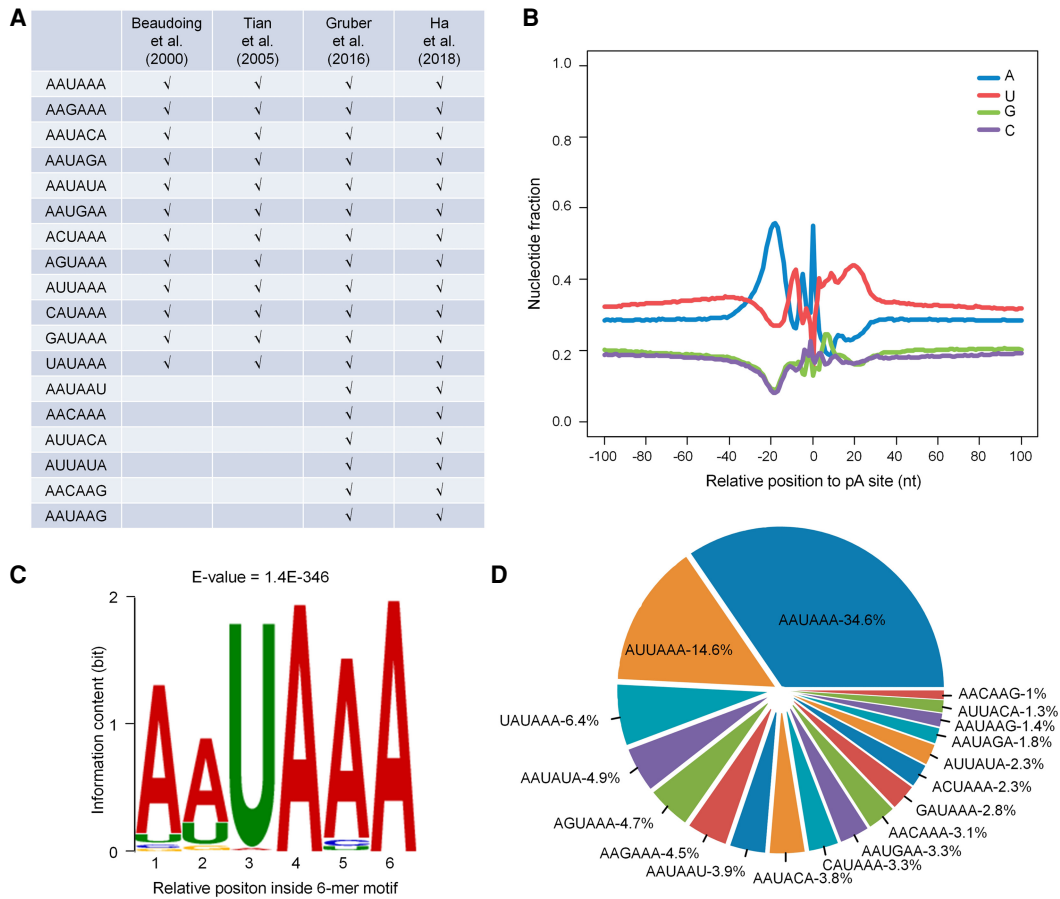 A
Beaudoing et al. (2000)
Tian et al. (2005)
Gruber et al. (2016)
Ha et al. (2018)
AAUAAA √ √ √ √
AAGAAA √ √ √ √
AAUACA √ √ √ √
AAUAGA √ √ √ √
AAUAUA √ √ √ √
AAUGAA √ √ √ √
ACUAAA √ √ √ √
AGUAAA √ √ √ √
AUUAAA √ √ √ √
CAUAAA √ √ √ √
GAUAAA √ √ √ √
UAUAAA √ √ √ √
AAUAAU √ √
AACAAA √ √
AUUACA √ √
AUUAUA √ √
AACAAG √ √
AAUAAG √ √
B
Nucleotide fraction
1.0
0.8
0.6
0.4
0.2
0.0
A
U
G
C
-100 -80 -60 -40 -20 0 20 40 60 80 100
Relative position to pA site (nt)
C
E-value = 1.4E-346
Information content (bit)
2
1
0
A A U A A A
U U C
1 2 3 4 5 6
Relative positon inside 6-mer motif
D
AAUAAA-34.6%
AUUAAA-14.6%
UAUAAA-6.4%
AAUAUA-4.9%
AGUAAA-4.7%
AAGAAA-4.5%
AAUAAU-3.9%
AAUACA-3.8%
CAUAAA-3.3%
AAUGAA-3.3%
AACAAA-3.1%
GAUAAA-2.8%
ACUAAA-2.3%
AUUAUA-2.3%
AAUAGA-1.8%
AAUAAG-1.4%
AUUACA-1.3%
AACAAG-1%